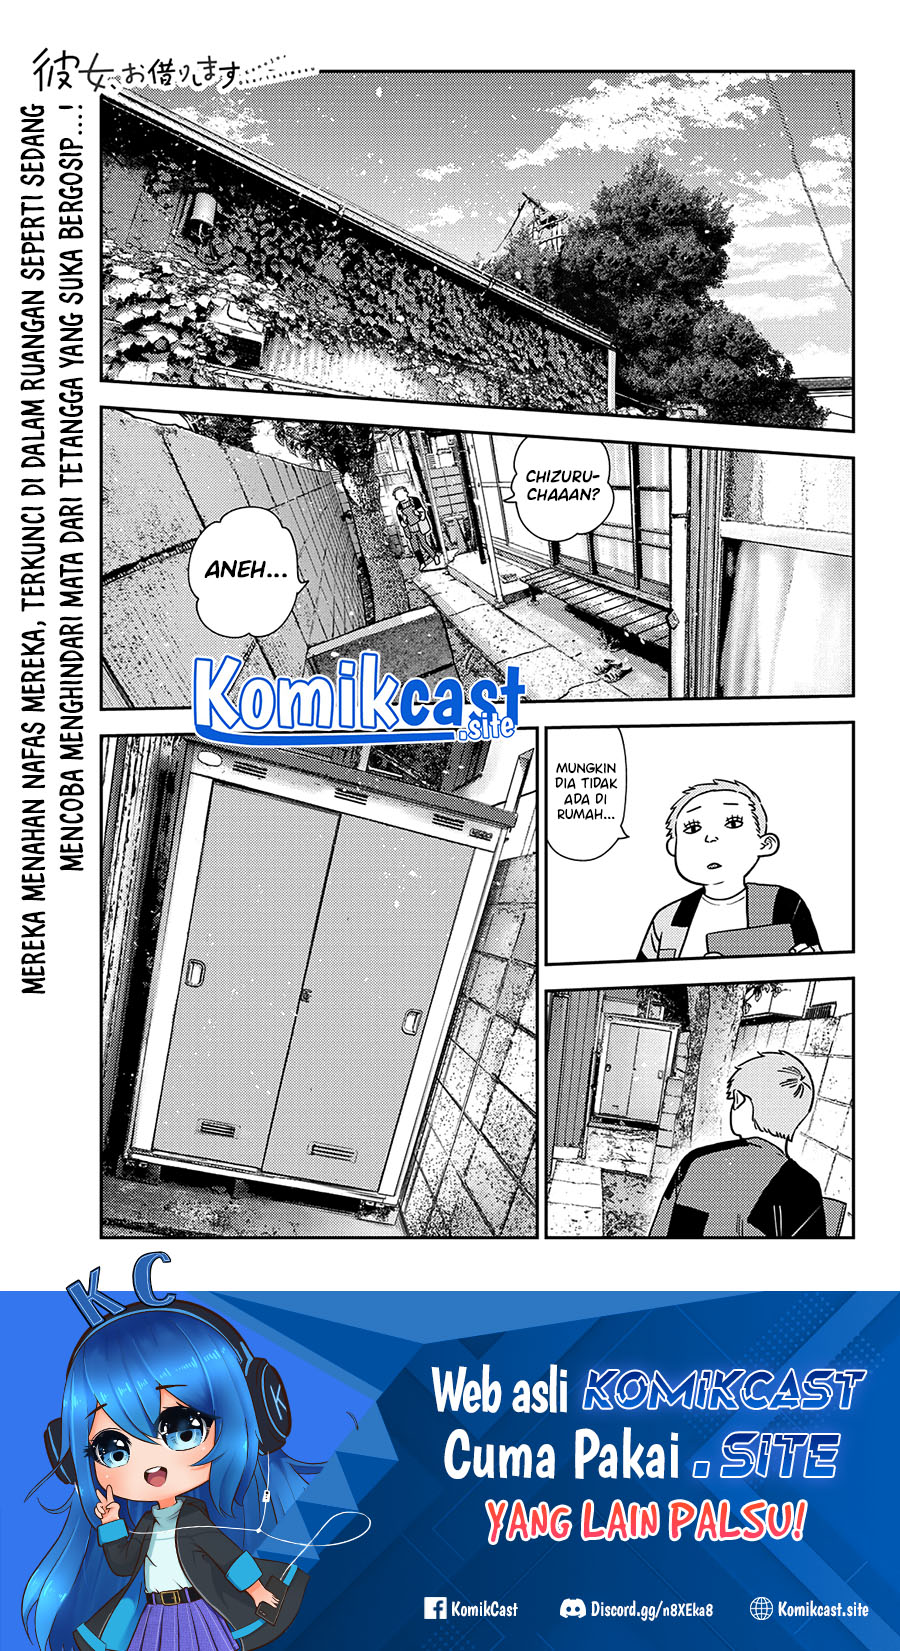 彼女、お借りします
MEREKA MENAHAN NAFAS MEREKA, TERKUNCI DI DALAM RUANGAN SEPERTI SEDANG
MENCOBA MENGHINDARI MATA DARI TETANGGA YANG SUKA BERGOSIP...!
CHIZURU-
CHAAAN?
ANEH...
Komikcast
.site
MUNGKIN
DIA TIDAK
ADA DI
RUMAH...
KC
K
Web asli KOMIKCAST
Cuma Pakai .SITE
YANG LAIN PALSU!
KomikCast
Discord.gg/n8XEka8
Komikcast.site